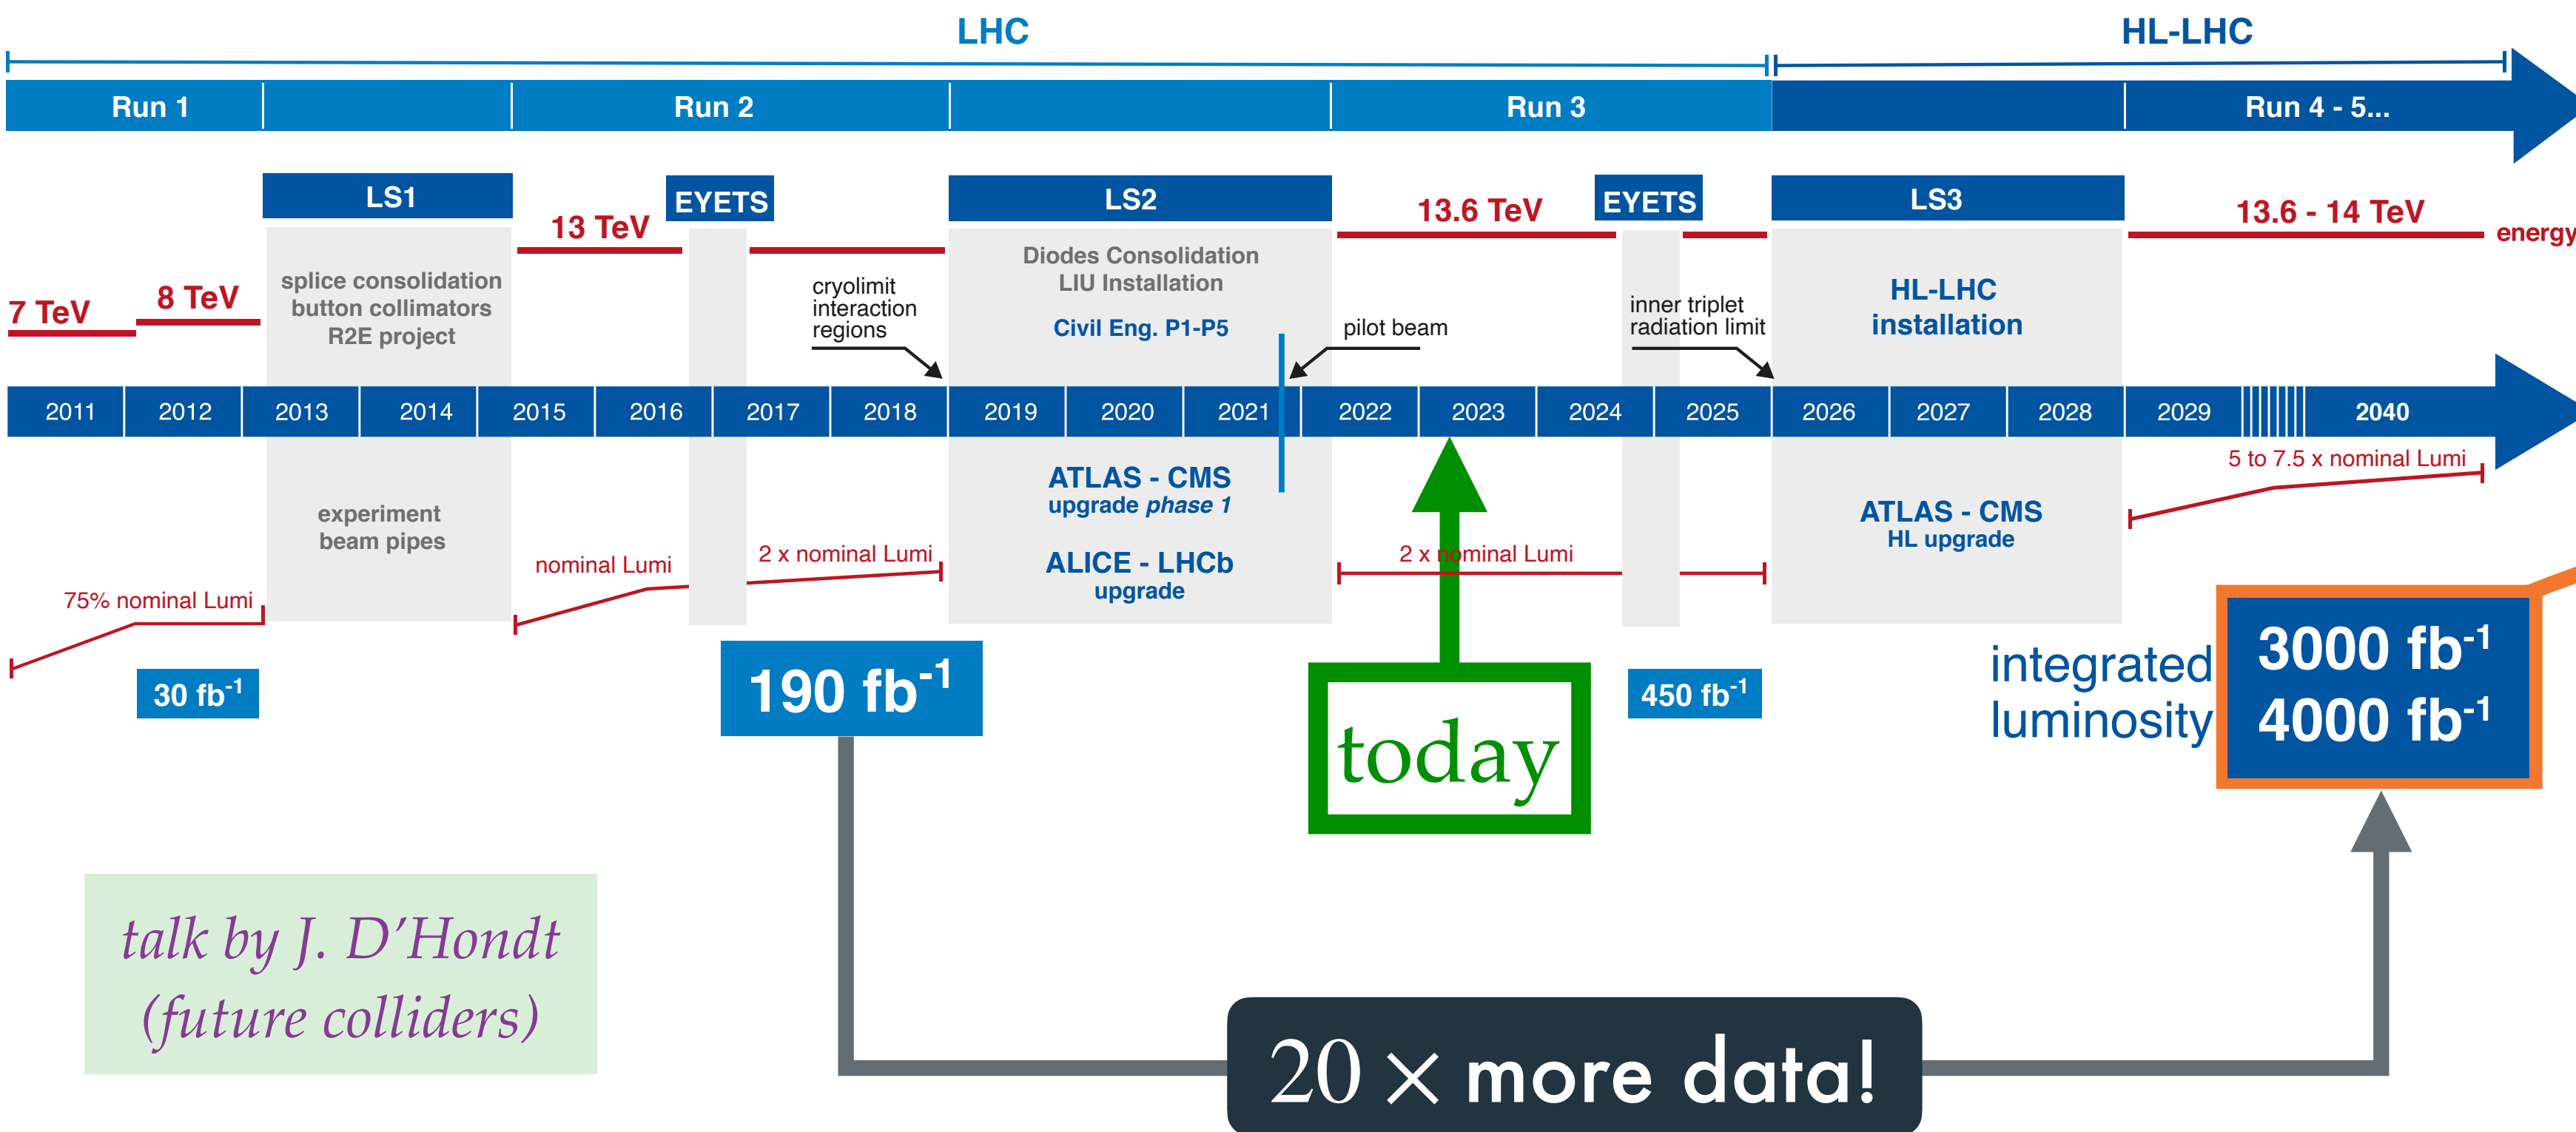 LHC
HL-LHC
Run 1
Run 2
Run 3
Run 4 - 5...
LS1
EYETS
LS2
EYETS
LS3
13 TeV
13.6 TeV
13.6 - 14 TeV
energy
7 TeV
8 TeV
splice consolidation
button collimators
R2E project
cryolimit
interaction
regions
Diodes Consolidation
LIU Installation
Civil Eng. P1-P5
pilot beam
inner triplet
radiation limit
HL-LHC
installation
2011
2012
2013
2014
2015
2016
2017
2018
2019
2020
2021
2022
2023
2024
2025
2026
2027
2028
2029
2040
experiment
beam pipes
ATLAS - CMS
upgrade phase 1
ALICE - LHCb
upgrade
ATLAS - CMS
HL upgrade
5 to 7.5 x nominal Lumi
75% nominal Lumi
nominal Lumi
2 x nominal Lumi
2 x nominal Lumi
30 fb⁻¹
190 fb⁻¹
today
450 fb⁻¹
integrated
luminosity
3000 fb⁻¹
4000 fb⁻¹
talk by J. D’Hondt
(future colliders)
20 × more data!